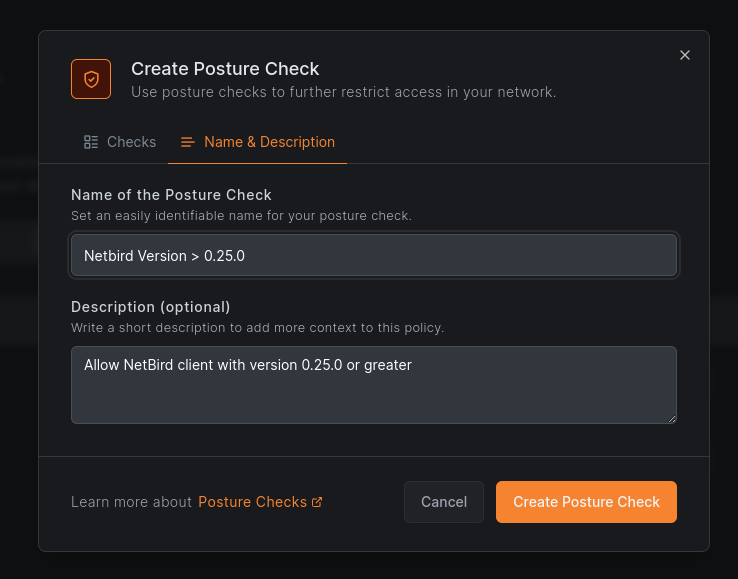 Create Posture Check
Use posture checks to further restrict access in your network.
Checks
Name & Description
Name of the Posture Check
Set an easily identifiable name for your posture check.
Netbird Version > 0.25.0
Description (optional)
Write a short description to add more context to this policy.
Allow NetBird client with version 0.25.0 or greater
Learn more about Posture Checks
Cancel
Create Posture Check